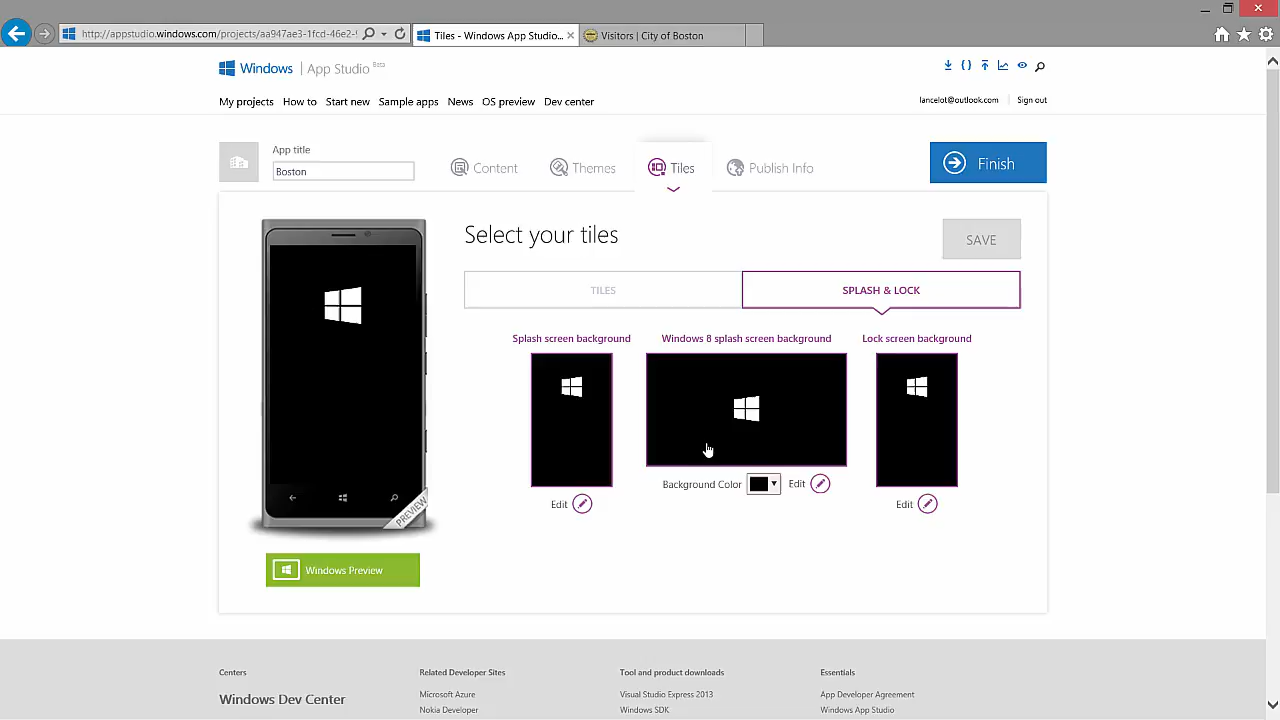 http://appstudio.windows.com/projects/aa947ae3-1fcd-46e2-
Tiles - Windows App Studio...
Visitors | City of Boston
Windows | App Studio Beta
lancelot@outlook.com | Sign out
My projects How to Start new Sample apps News OS preview Dev center
App title
Boston
Content
Themes
Tiles
Publish Info
Finish
Select your tiles
SAVE
TILES
SPLASH & LOCK
Splash screen background
Windows 8 splash screen background
Lock screen background
Background Color
Edit
Edit
Edit
PREVIEW
Windows Preview
Centers
Related Developer Sites
Tool and product downloads
Essentials
Windows Dev Center
Microsoft Azure
Visual Studio Express 2013
App Developer Agreement
Nokia Developer
Windows SDK
Windows App Studio